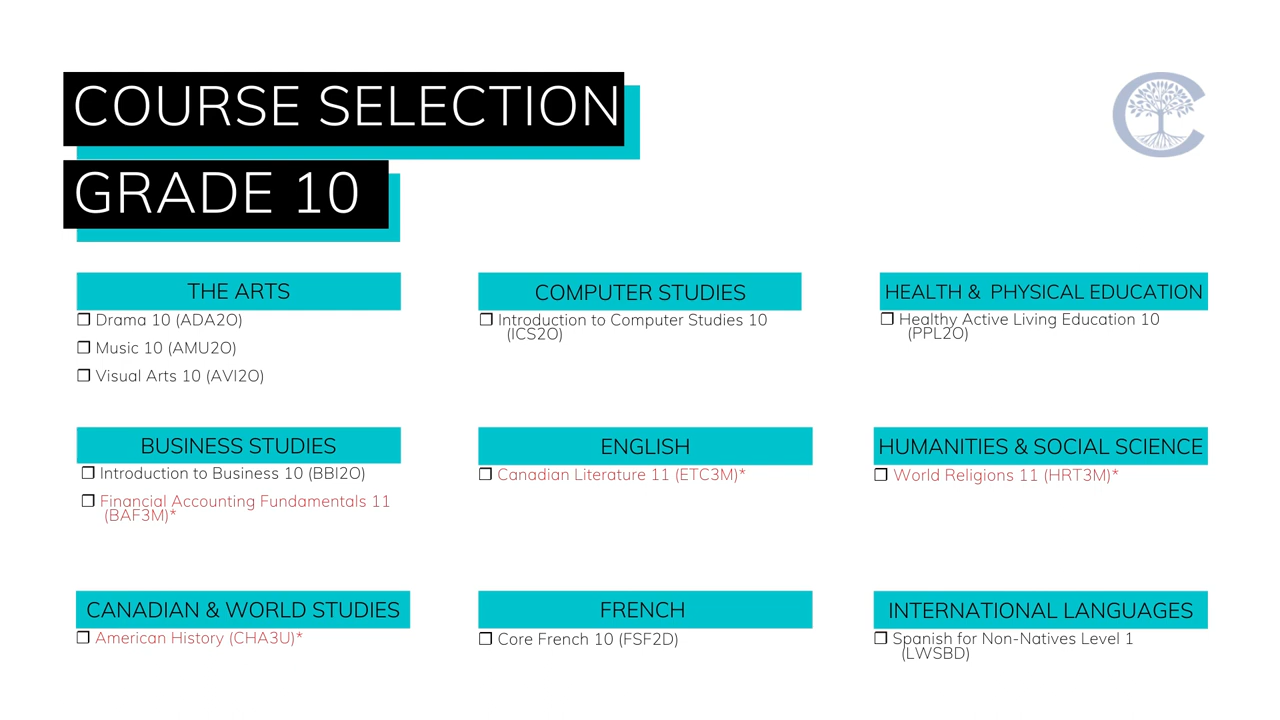 COURSE SELECTION
GRADE 10
THE ARTS
❒ Drama 10 (ADA2O)
❒ Music 10 (AMU2O)
❒ Visual Arts 10 (AVI2O)
COMPUTER STUDIES
❒ Introduction to Computer Studies 10
(ICS2O)
HEALTH & PHYSICAL EDUCATION
❒ Healthy Active Living Education 10
(PPL2O)
BUSINESS STUDIES
❒ Introduction to Business 10 (BBI2O)
❒ Financial Accounting Fundamentals 11
(BAF3M)*
ENGLISH
❒ Canadian Literature 11 (ETC3M)*
HUMANITIES & SOCIAL SCIENCE
❒ World Religions 11 (HRT3M)*
CANADIAN & WORLD STUDIES
❒ American History (CHA3U)*
FRENCH
❒ Core French 10 (FSF2D)
INTERNATIONAL LANGUAGES
❒ Spanish for Non-Natives Level 1
(LWSBD)